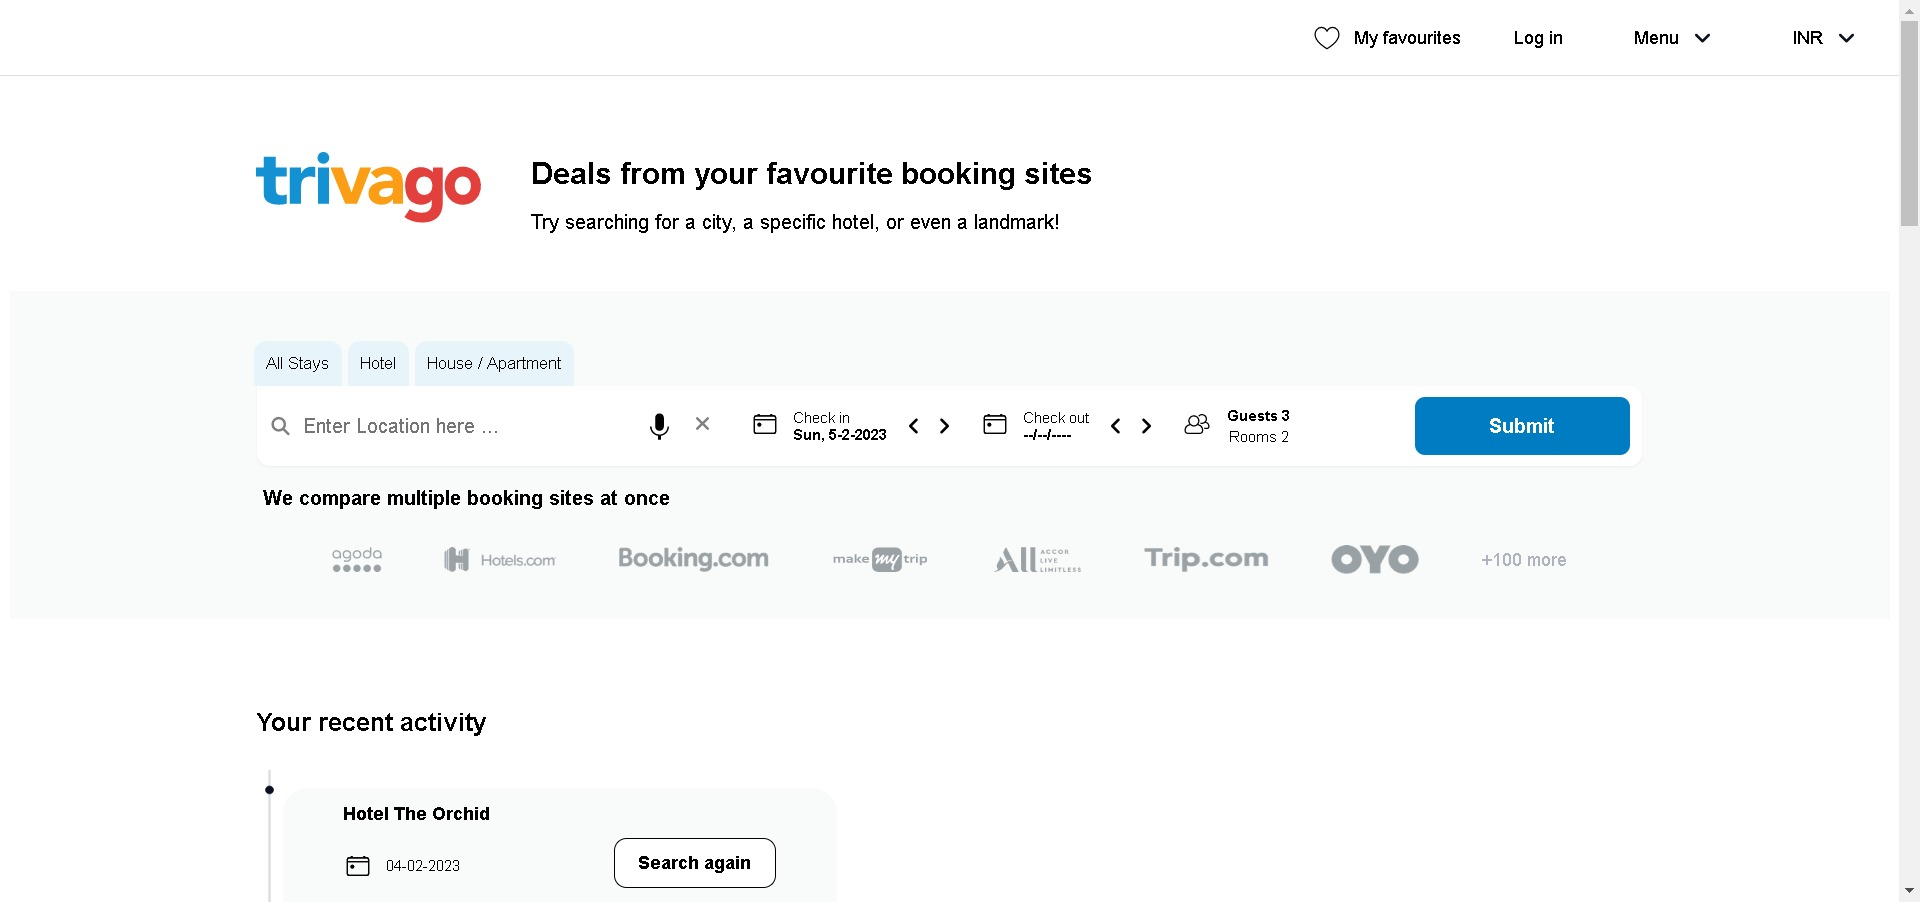 My favourites
Log in
Menu
INR
trivago
Deals from your favourite booking sites
Try searching for a city, a specific hotel, or even a landmark!
All Stays
Hotel
House / Apartment
Enter Location here ...
Check in
Sun, 5-2-2023
Check out
--/--/----
Guests 3
Rooms 2
Submit
We compare multiple booking sites at once
agoda
H Hotels.com
Booking.com
make my trip
All ACCOR
LIVE
LIMITLESS
Trip.com
OYO
+100 more
Your recent activity
Hotel The Orchid
04-02-2023
Search again